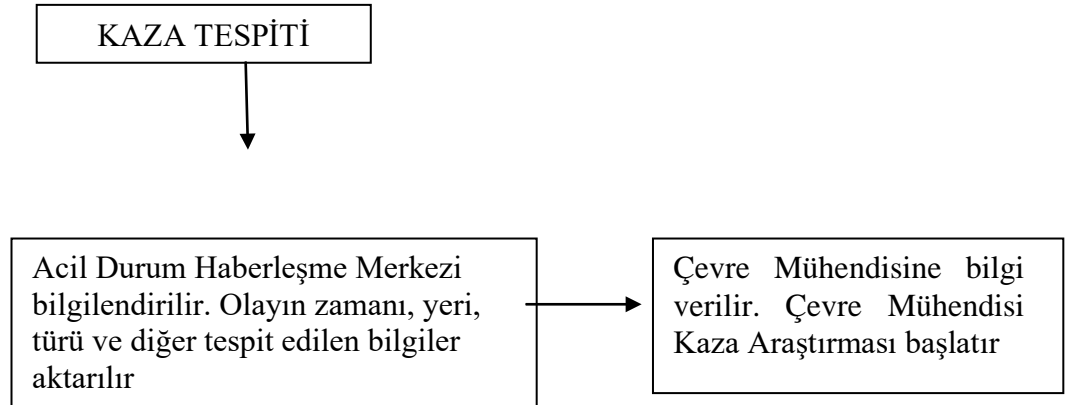 KAZA TESPİTİ
Acil Durum Haberleşme Merkezi
bilgilendirilir. Olayın zamanı, yeri,
türü ve diğer tespit edilen bilgiler
aktarılır
Çevre Mühendisine bilgi
verilir. Çevre Mühendisi
Kaza Araştırması başlatır